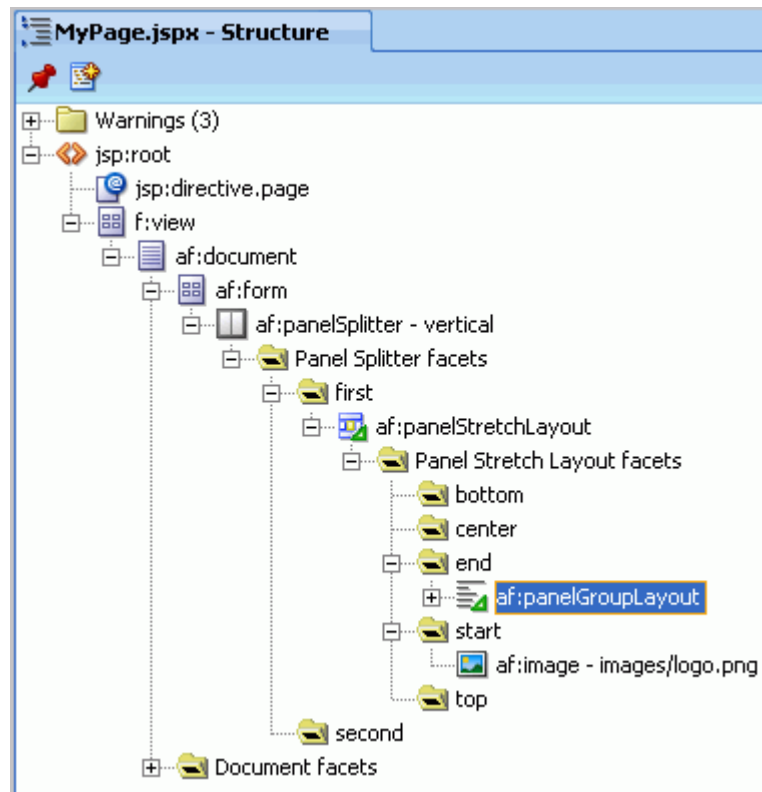 MyPage.jspx - Structure
Warnings (3)
jsp:root
jsp:directive.page
f:view
af:document
af:form
af:panelSplitter - vertical
Panel Splitter facets
first
af:panelStretchLayout
Panel Stretch Layout facets
bottom
center
end
af:panelGroupLayout
start
af:image - images/logo.png
top
second
Document facets